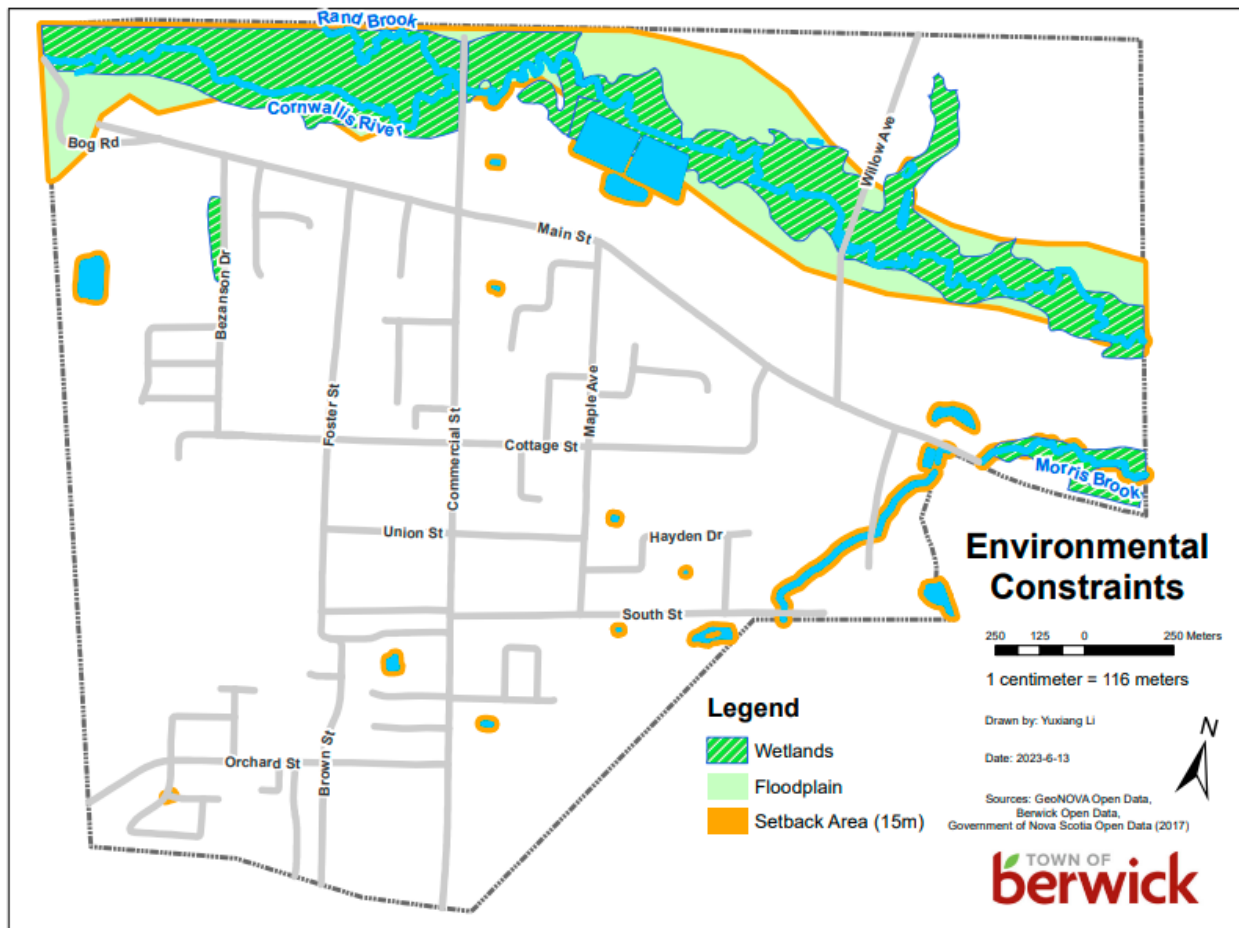 Rand Brook
Cornwallis River
Bog Rd
Willow Ave
Main St
Bezanson Dr
Foster St
Commercial St
Maple Ave
Cottage St
Morris Brook
Union St
Hayden Dr
South St
Brown St
Orchard St
Environmental
Constraints
250 125 0 250 Meters
1 centimeter = 116 meters
Legend
Wetlands
Floodplain
Setback Area (15m)
Drawn by: Yuxiang Li
N
Date: 2023-6-13
Sources: GeoNOVA Open Data,
Berwick Open Data,
Government of Nova Scotia Open Data (2017)
TOWN OF
berwick